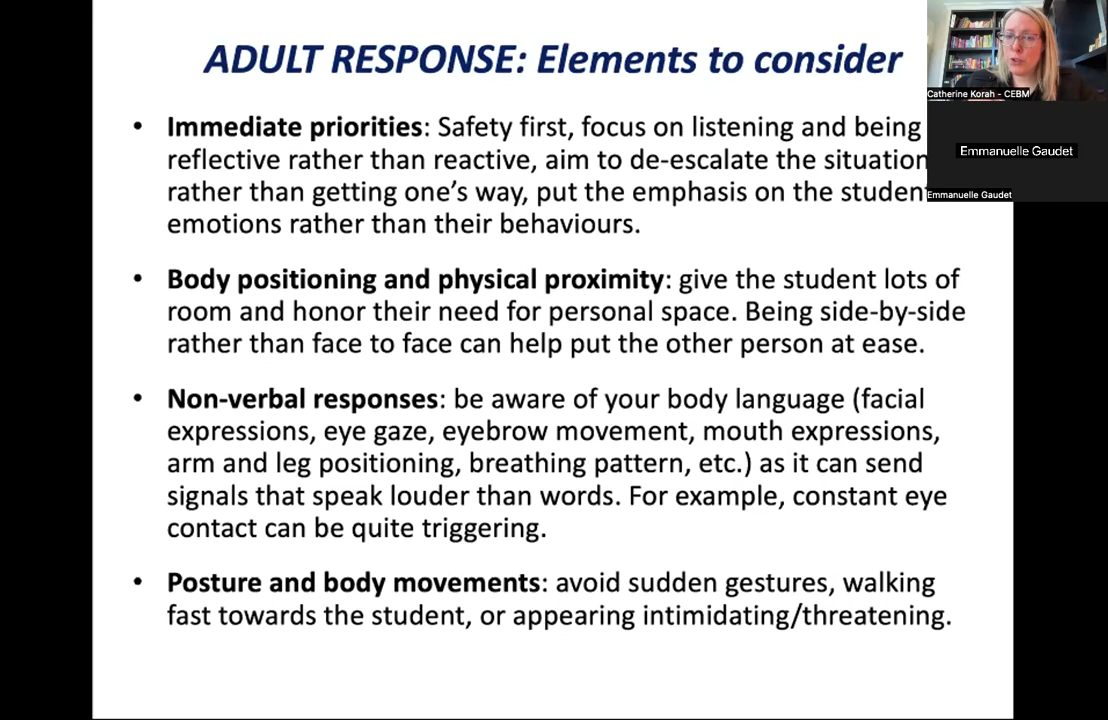 ADULT RESPONSE: Elements to consider
• Immediate priorities: Safety first, focus on listening and being
reflective rather than reactive, aim to de-escalate the situation
rather than getting one's way, put the emphasis on the student
emotions rather than their behaviours.
• Body positioning and physical proximity: give the student lots of
room and honor their need for personal space. Being side-by-side
rather than face to face can help put the other person at ease.
• Non-verbal responses: be aware of your body language (facial
expressions, eye gaze, eyebrow movement, mouth expressions,
arm and leg positioning, breathing pattern, etc.) as it can send
signals that speak louder than words. For example, constant eye
contact can be quite triggering.
• Posture and body movements: avoid sudden gestures, walking
fast towards the student, or appearing intimidating/threatening.
Catherine Korah - CEBM
Emmanuelle Gaudet
Emmanuelle Gaudet